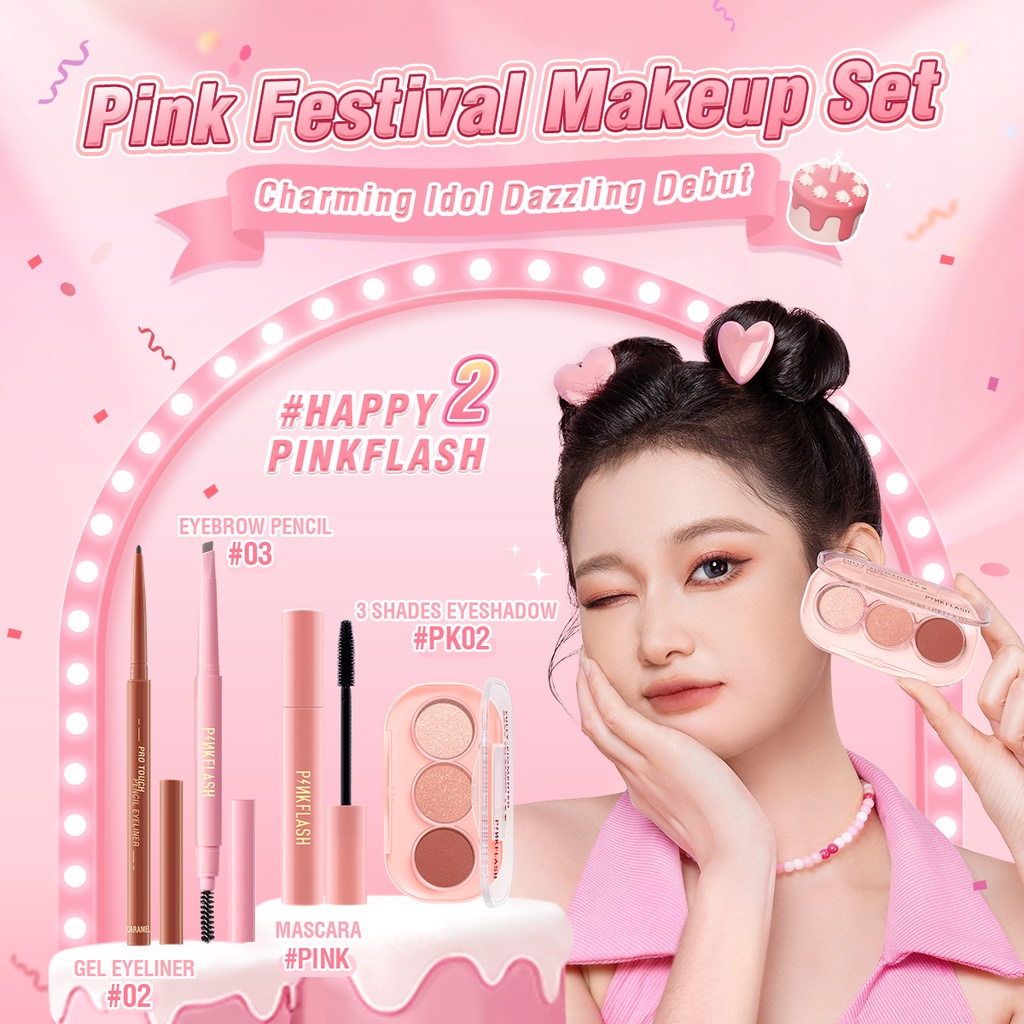 Pink Festival Makeup Set
Charming Idol Dazzling Debut
#HAPPY 2
PINKFLASH
EYEBROW PENCIL
#03
3 SHADES EYESHADOW
#PK02
PINKFLASH
PRO TOUCH
PENCIL EYELINER
CARAMEL
PINKFLASH
PINKFLASH
PINKFLASH
MASCARA
#PINK
GEL EYELINER
#02